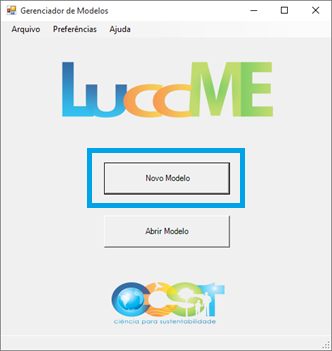 Gerenciador de Modelos
Arquivo Preferências Ajuda
LuccME
Novo Modelo
Abrir Modelo
CCST
ciência para sustentabilidade